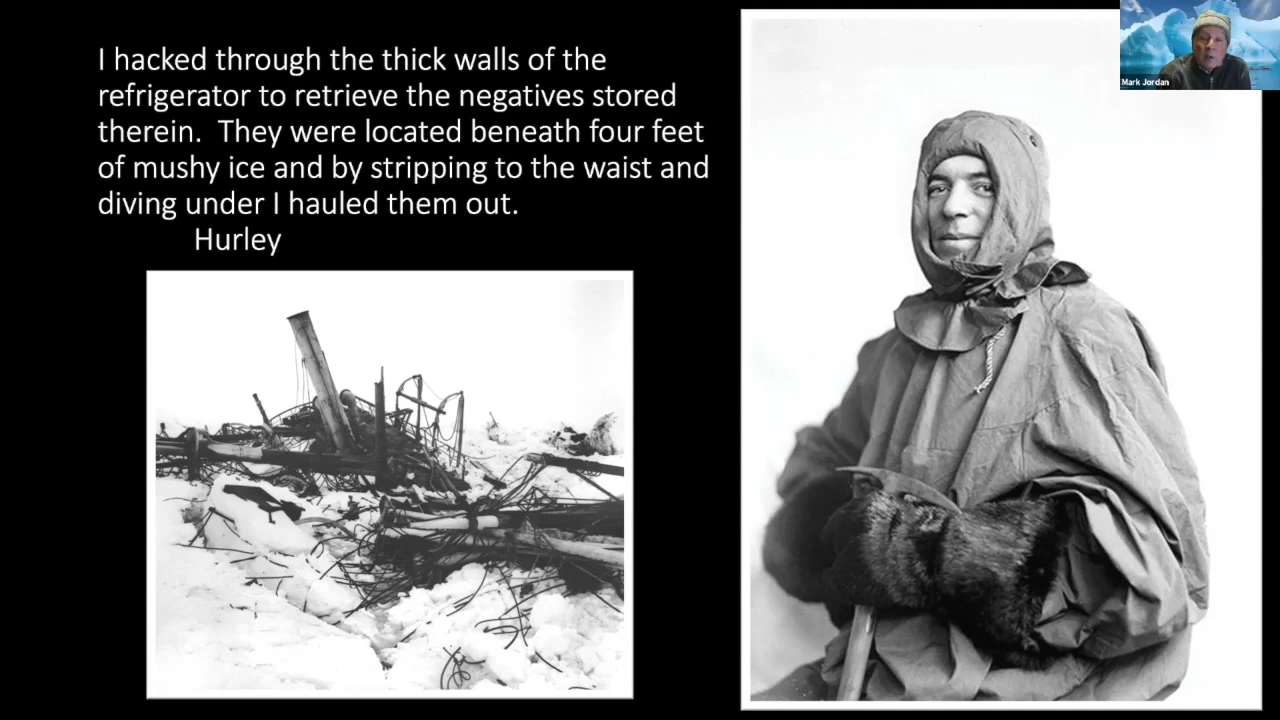 I hacked through the thick walls of the
refrigerator to retrieve the negatives stored
therein.  They were located beneath four feet
of mushy ice and by stripping to the waist and
diving under I hauled them out.
Hurley
Mark Jordan